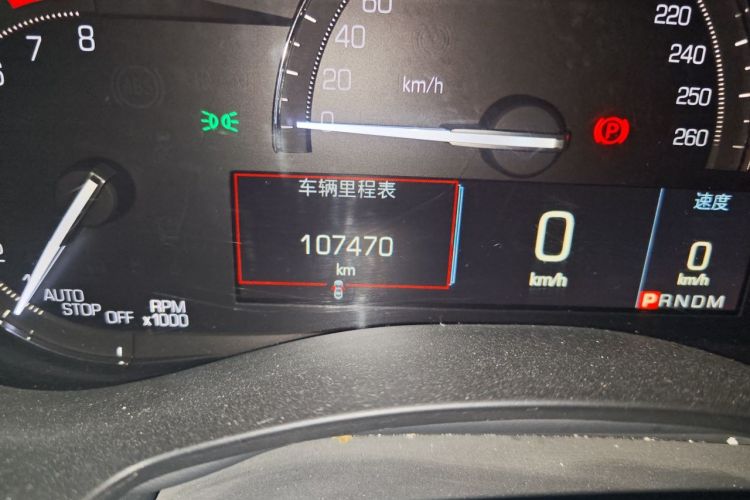 6
7
8
AUTO
STOP
OFF
RPM
x1000
60
40
20
0
km/h
220
240
250
260
P
车辆里程表
107470
km
0
km/h
速度
0
km/h
PRNDM